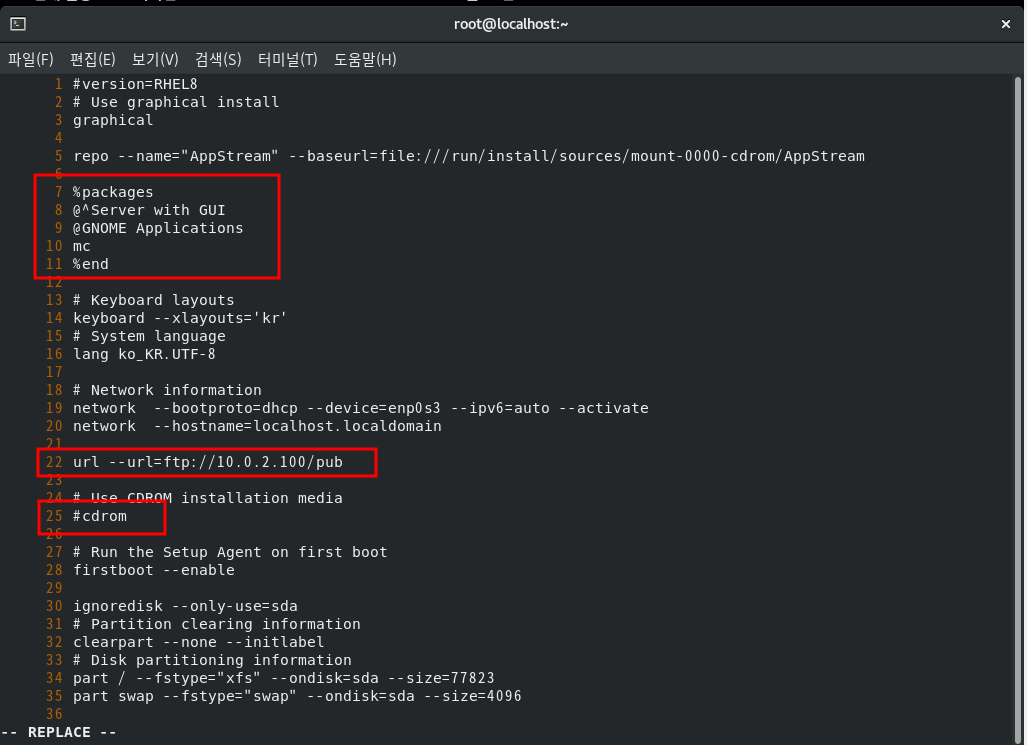 root@localhost:~
파일(F) 편집(E) 보기(V) 검색(S) 터미널(T) 도움말(H)
1 #version=RHEL8
2 # Use graphical install
3 graphical
4
5 repo --name="AppStream" --baseurl=file:///run/install/sources/mount-0000-cdrom/AppStream
6
7 %packages
8 @^Server with GUI
9 @GNOME Applications
10 mc
11 %end
12
13 # Keyboard layouts
14 keyboard --xlayouts='kr'
15 # System language
16 lang ko_KR.UTF-8
17
18 # Network information
19 network  --bootproto=dhcp --device=enp0s3 --ipv6=auto --activate
20 network  --hostname=localhost.localdomain
21
22 url --url=ftp://10.0.2.100/pub
23
24 # Use CDROM installation media
25 #cdrom
26
27 # Run the Setup Agent on first boot
28 firstboot --enable
29
30 ignoredisk --only-use=sda
31 # Partition clearing information
32 clearpart --none --initlabel
33 # Disk partitioning information
34 part / --fstype="xfs" --ondisk=sda --size=77823
35 part swap --fstype="swap" --ondisk=sda --size=4096
36
-- REPLACE --